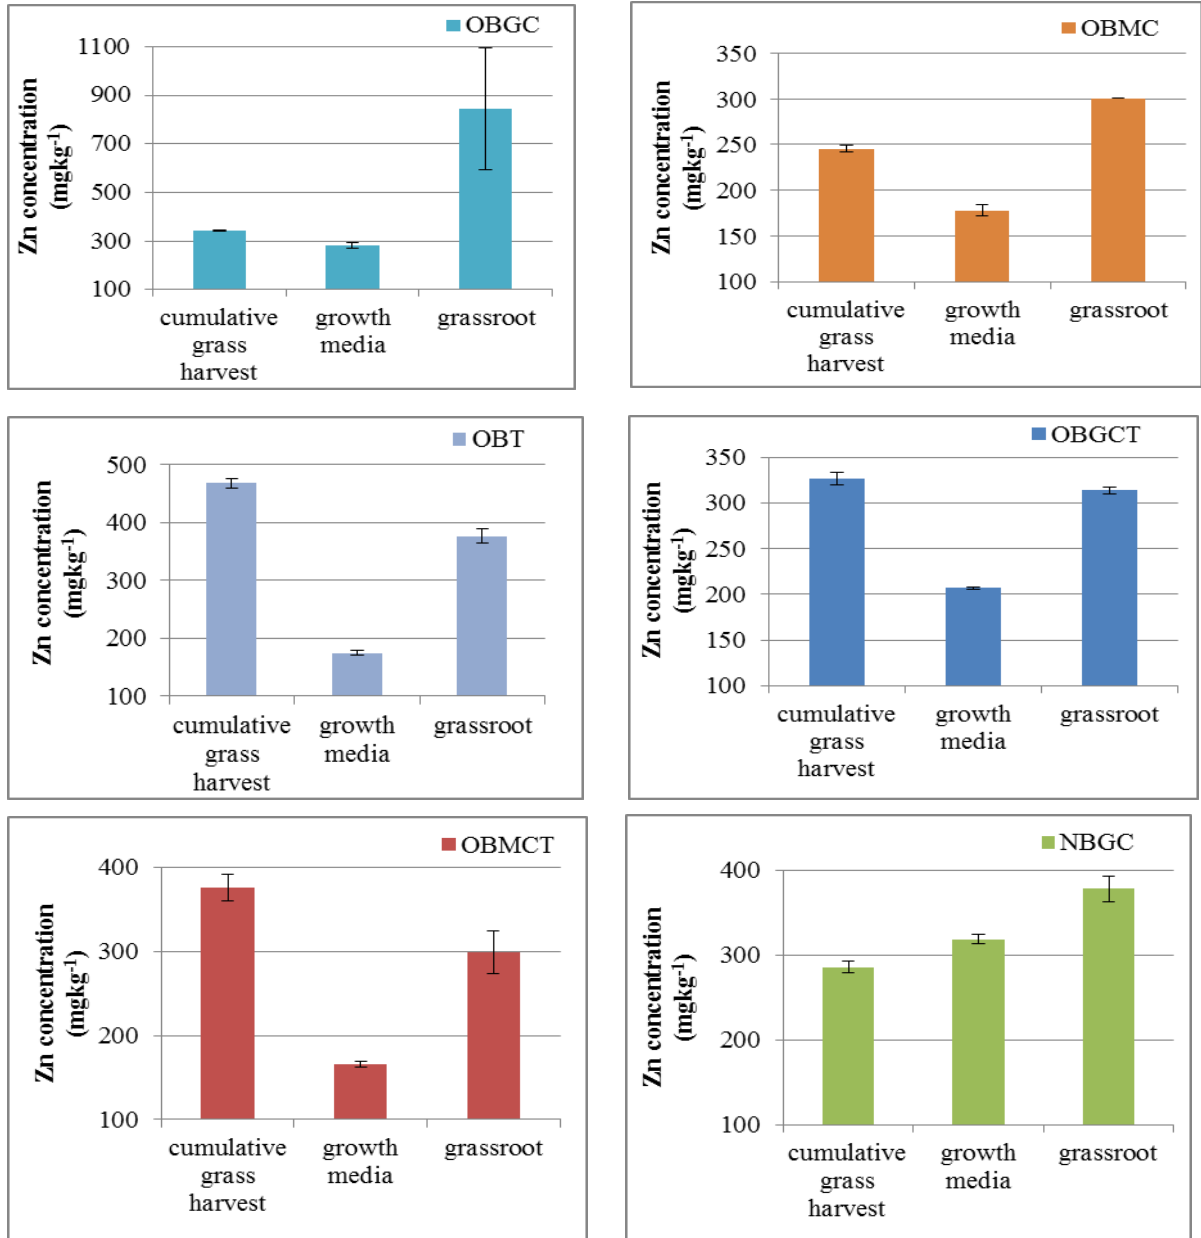 OBGC
1100
900
700
500
300
100
Zn concentration
(mgkg-1)
cumulative
grass
harvest
growth
media
grassroot
OBMC
350
300
250
200
150
100
Zn concentration
(mgkg-1)
cumulative
grass
harvest
growth
media
grassroot
OBT
500
400
300
200
100
Zn concentration
(mgkg-1)
cumulative
grass
harvest
growth
media
grassroot
OBGCT
350
300
250
200
150
100
Zn concentration
(mgkg-1)
cumulative
grass
harvest
growth
media
grassroot
OBMCT
400
300
200
100
Zn concentration
(mgkg-1)
cumulative
grass
harvest
growth
media
grassroot
NBGC
400
300
200
100
Zn concentration
(mgkg-1)
cumulative
grass
harvest
growth
media
grassroot